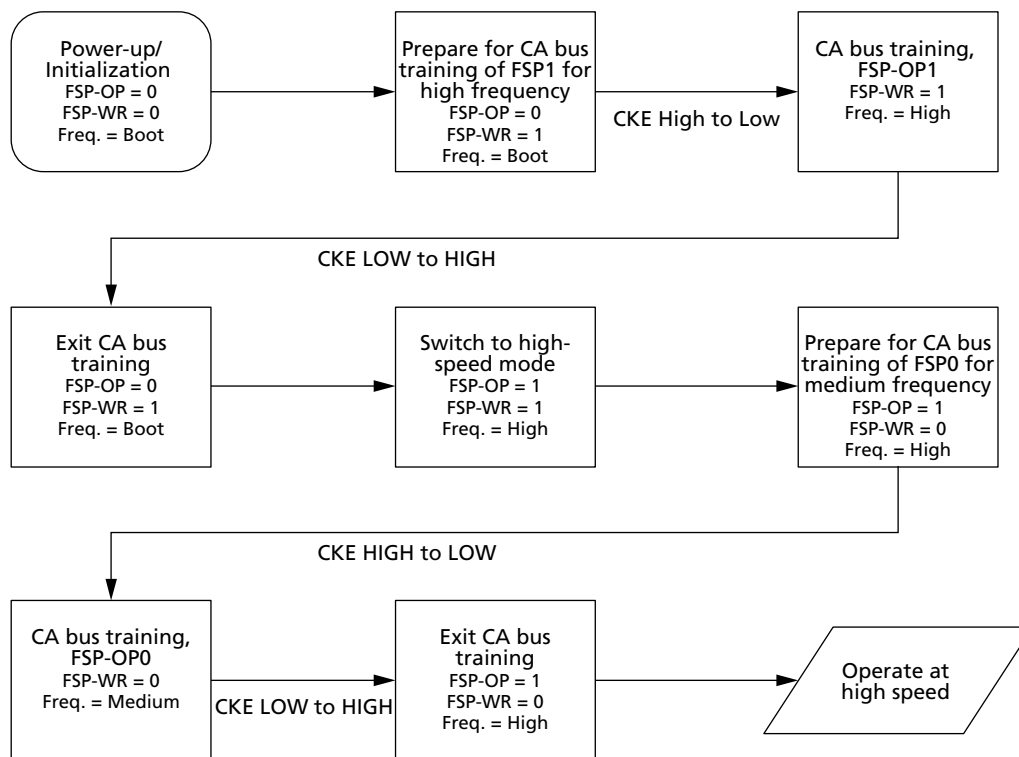 Power-up/
Initialization
FSP-OP = 0
FSP-WR = 0
Freq. = Boot
Prepare for CA bus
training of FSP1 for
high frequency
FSP-OP = 0
FSP-WR = 1
Freq. = Boot
CKE High to Low
CA bus training,
FSP-OP1
FSP-WR = 1
Freq. = High
CKE LOW to HIGH
Exit CA bus
training
FSP-OP = 0
FSP-WR = 1
Freq. = Boot
Switch to high-
speed mode
FSP-OP = 1
FSP-WR = 1
Freq. = High
Prepare for CA bus
training of FSP0 for
medium frequency
FSP-OP = 1
FSP-WR = 0
Freq. = High
CKE HIGH to LOW
CA bus training,
FSP-OP0
FSP-WR = 0
Freq. = Medium
CKE LOW to HIGH
Exit CA bus
training
FSP-OP = 1
FSP-WR = 0
Freq. = High
Operate at
high speed